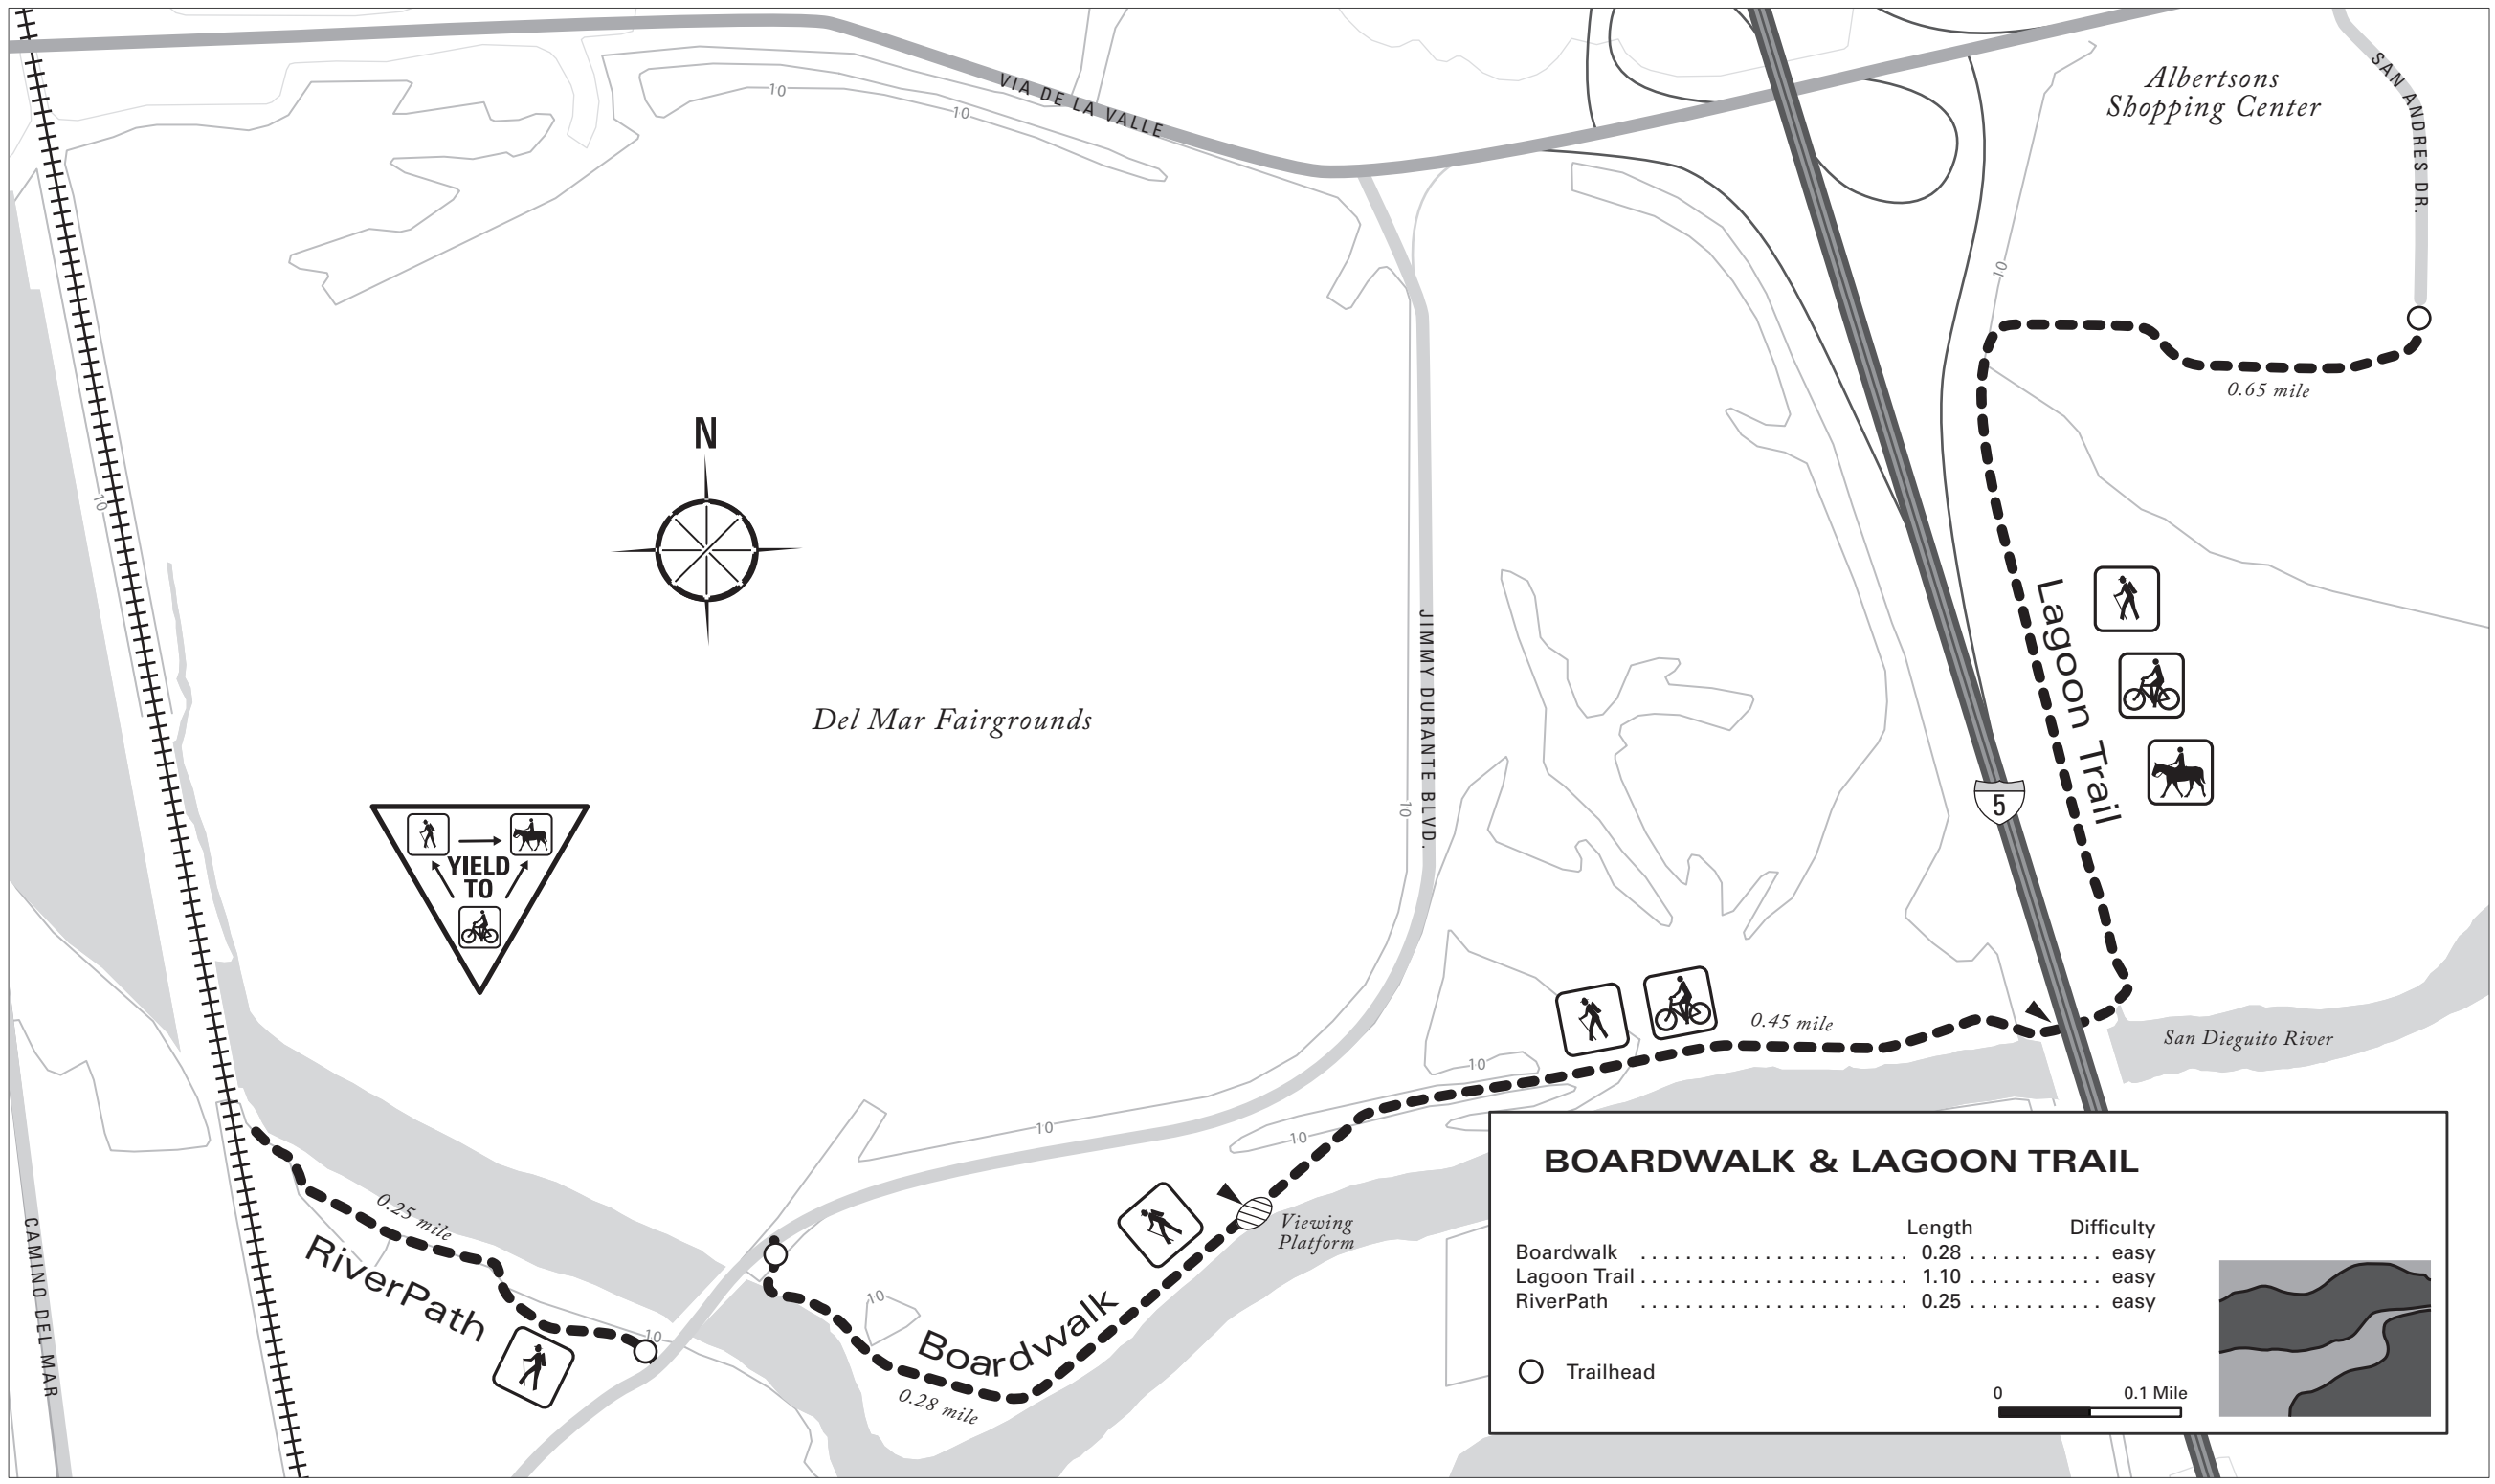 VIA DE LA VALLE
10
10
SAN ANDRES DR.
Albertsons
Shopping Center
10
0.65 mile
N
10
Lagoon Trail
JIMMY DURANTE BLVD.
Del Mar Fairgrounds
10
5
YIELD
TO
0.45 mile
San Dieguito River
10
10
10
0.25 mile
RiverPath
CAMINO DEL MAR
Viewing
Platform
10
10
Boardwalk
0.28 mile
BOARDWALK & LAGOON TRAIL
Length Difficulty
Boardwalk ....................... 0.28 ............ easy
Lagoon Trail ....................... 1.10 ............ easy
RiverPath ....................... 0.25 ............ easy
Trailhead
0 0.1 Mile